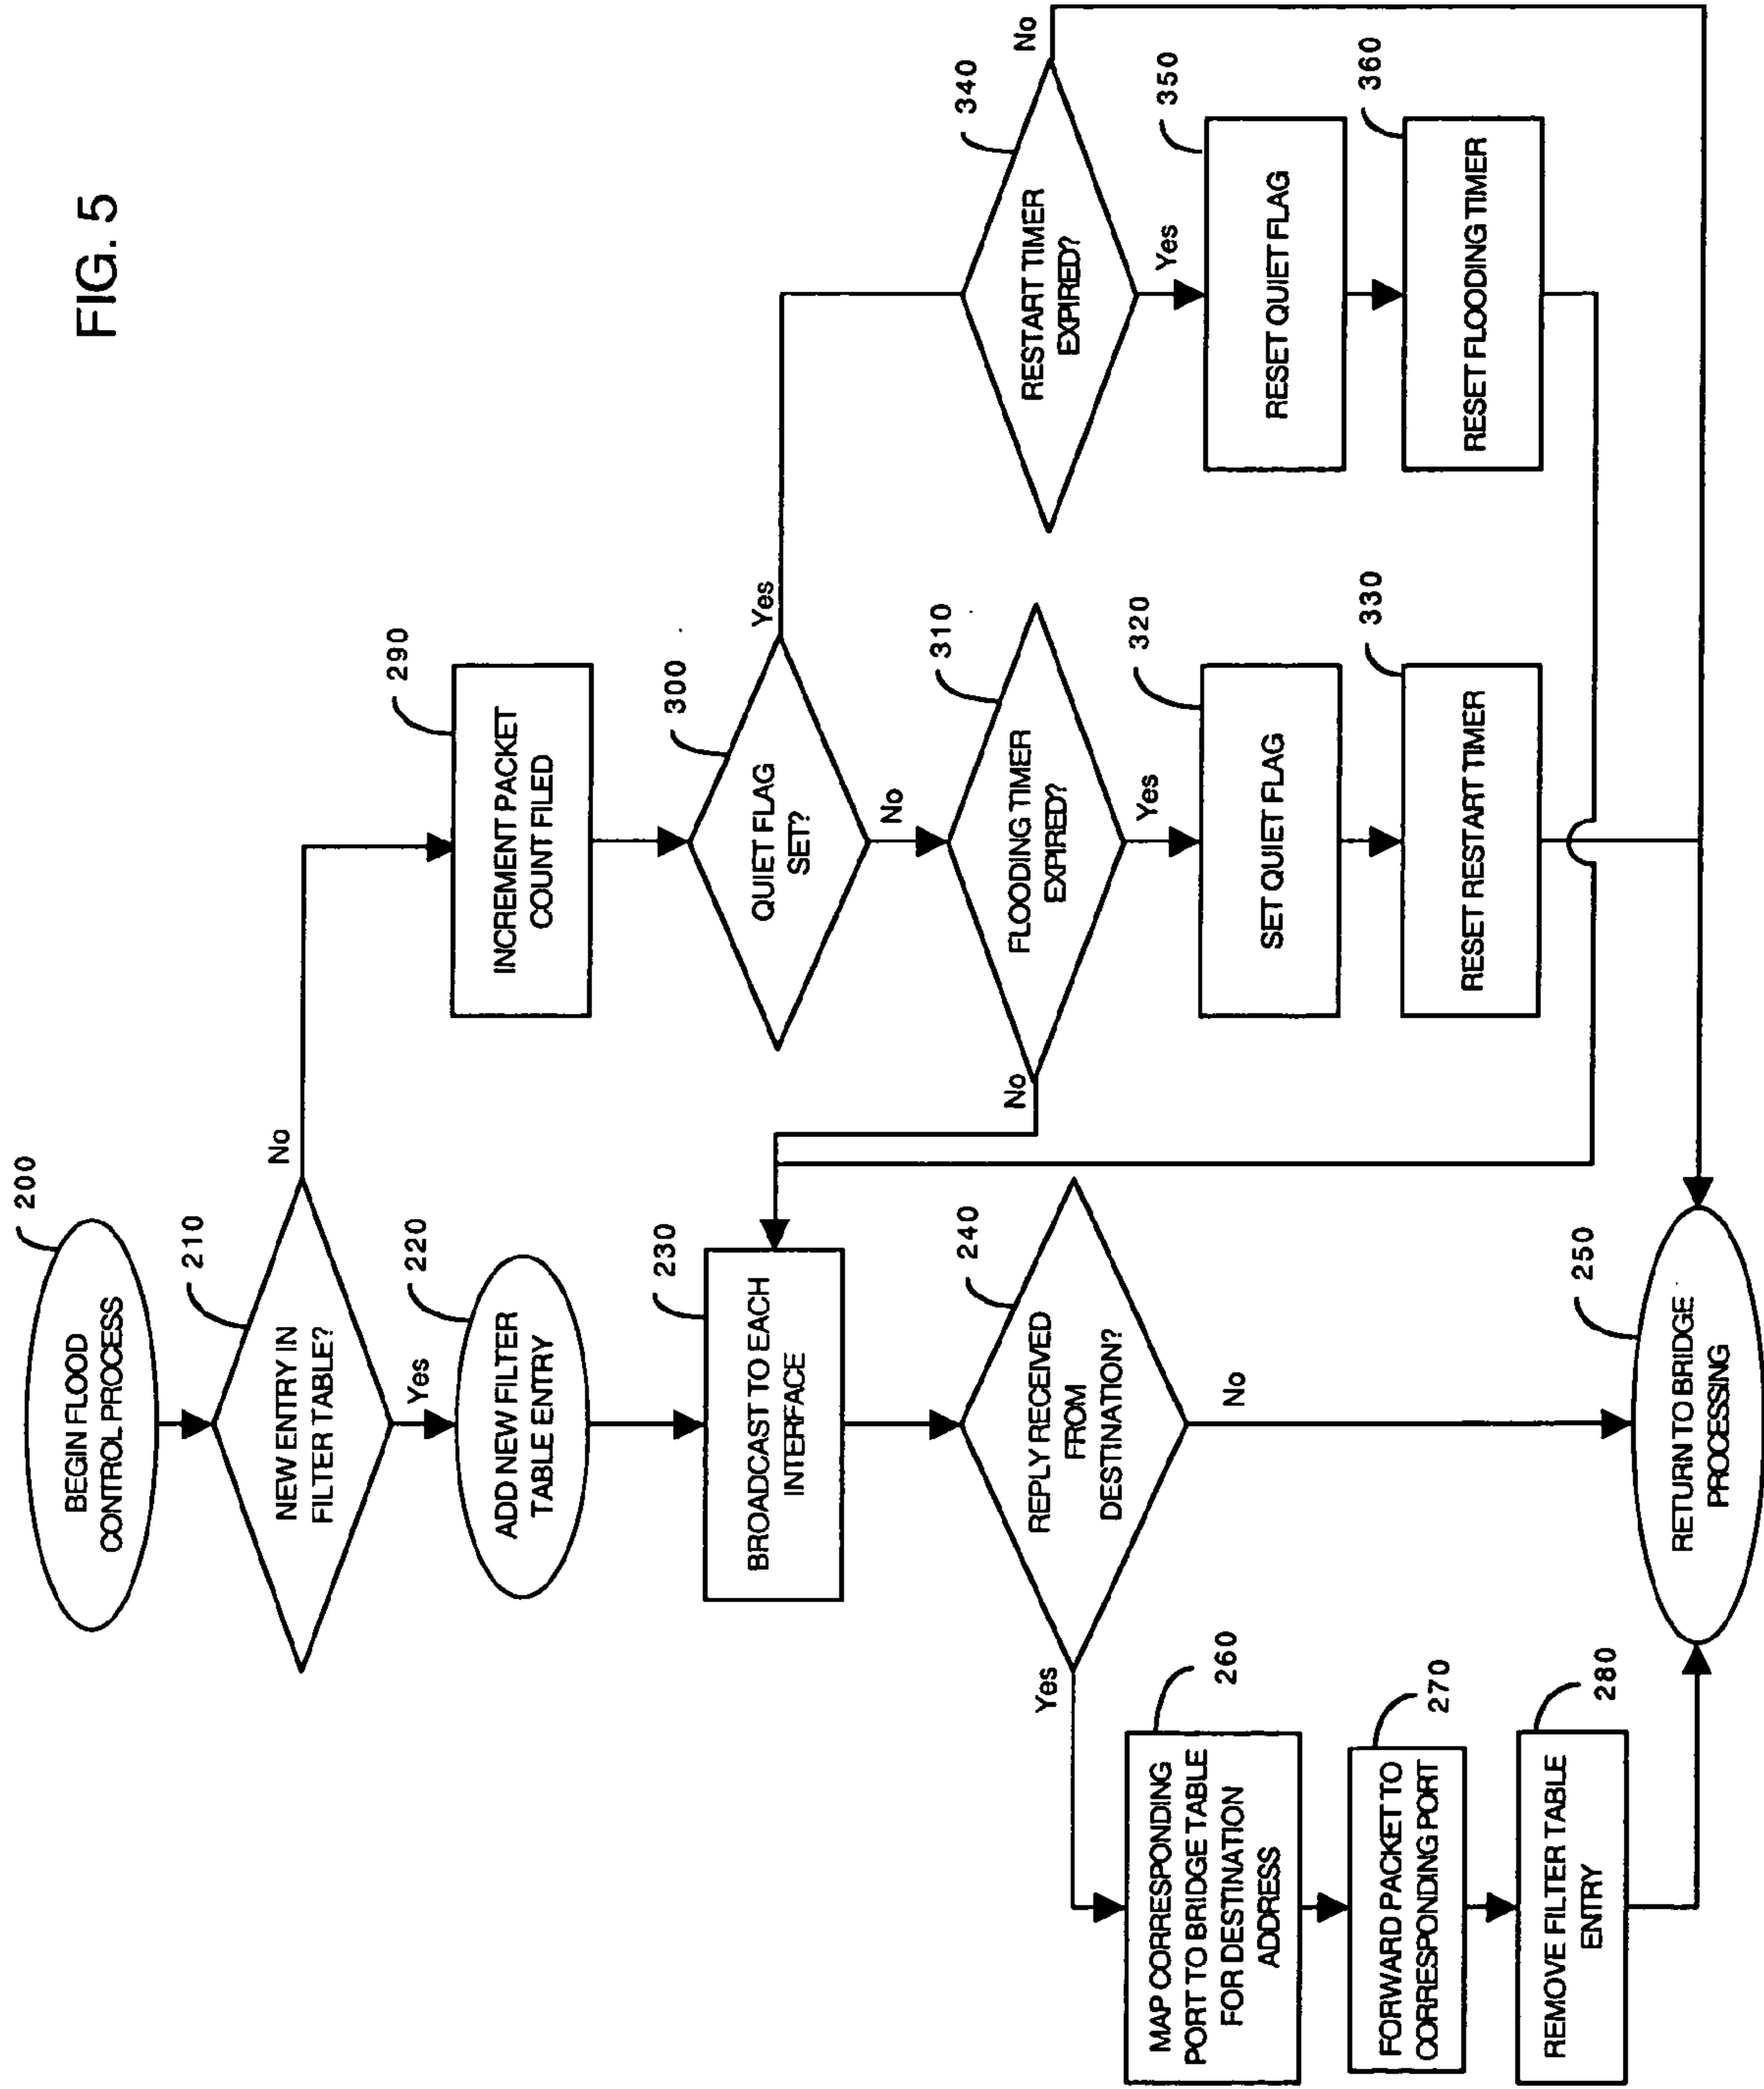 FIG. 5
200
BEGIN FLOOD
CONTROL PROCESS
210
NEW ENTRY IN
FILTER TABLE?
No
Yes
220
ADD NEW FILTER
TABLE ENTRY
230
BROADCAST TO EACH
INTERFACE
240
REPLY RECEIVED
FROM
DESTINATION?
Yes
No
250
RETURN TO BRIDGE
PROCESSING
260
MAP CORRESPONDING
PORT TO BRIDGE TABLE
FOR DESTINATION
ADDRESS
270
FORWARD PACKET TO
CORRESPONDING PORT
280
REMOVE FILTER TABLE
ENTRY
290
INCREMENT PACKET
COUNT FILED
300
QUIET FLAG
SET?
Yes
No
310
FLOODING TIMER
EXPIRED?
No
Yes
320
SET QUIET FLAG
330
RESET RESTART TIMER
340
RESTART TIMER
EXPIRED?
No
Yes
350
RESET QUIET FLAG
360
RESET FLOODING TIMER